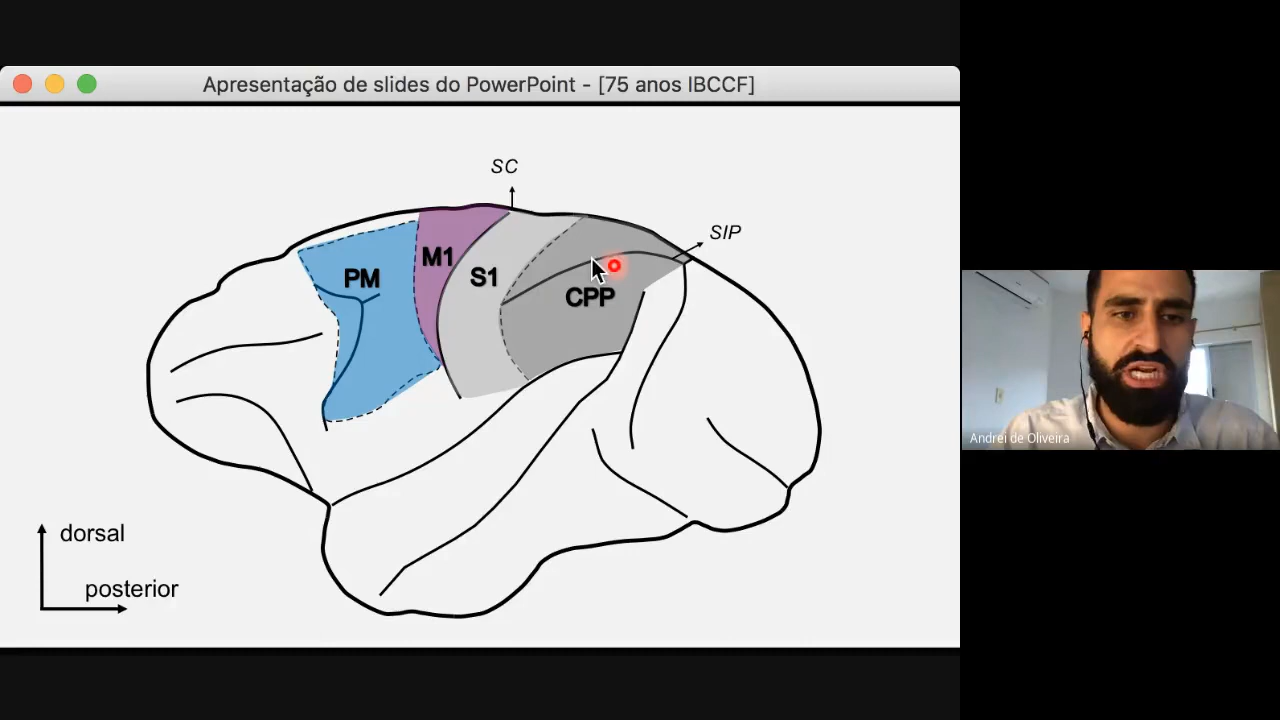 Apresentação de slides do PowerPoint - [75 anos IBCCF]
SC
SIP
M1
PM
S1
CPP
Andrei de Oliveira
dorsal
posterior